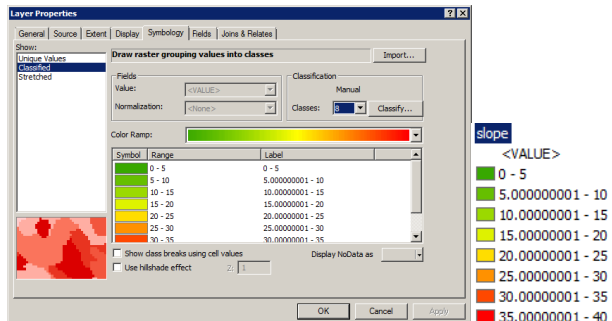 Layer Properties
General Source Extent Display Symbology Fields Joins & Relates
Show:
Unique Values
Classified
Stretched
Draw raster grouping values into classes
Import...
Fields
Value: <VALUE>
Normalization: <None>
Classification
Manual
Classes: 8 Classify...
Color Ramp:
Symbol Range Label
0 - 5 0 - 5
5 - 10 5.000000001 - 10
10 - 15 10.00000001 - 15
15 - 20 15.00000001 - 20
20 - 25 20.00000001 - 25
25 - 30 25.00000001 - 30
30 - 35 30.00000001 - 35
Show class breaks using cell values
Display NoData as
Use hillshade effect Z: 1
OK Cancel Apply
slope
<VALUE>
0 - 5
5.000000001 - 10
10.00000001 - 15
15.00000001 - 20
20.00000001 - 25
25.00000001 - 30
30.00000001 - 35
35.00000001 - 40